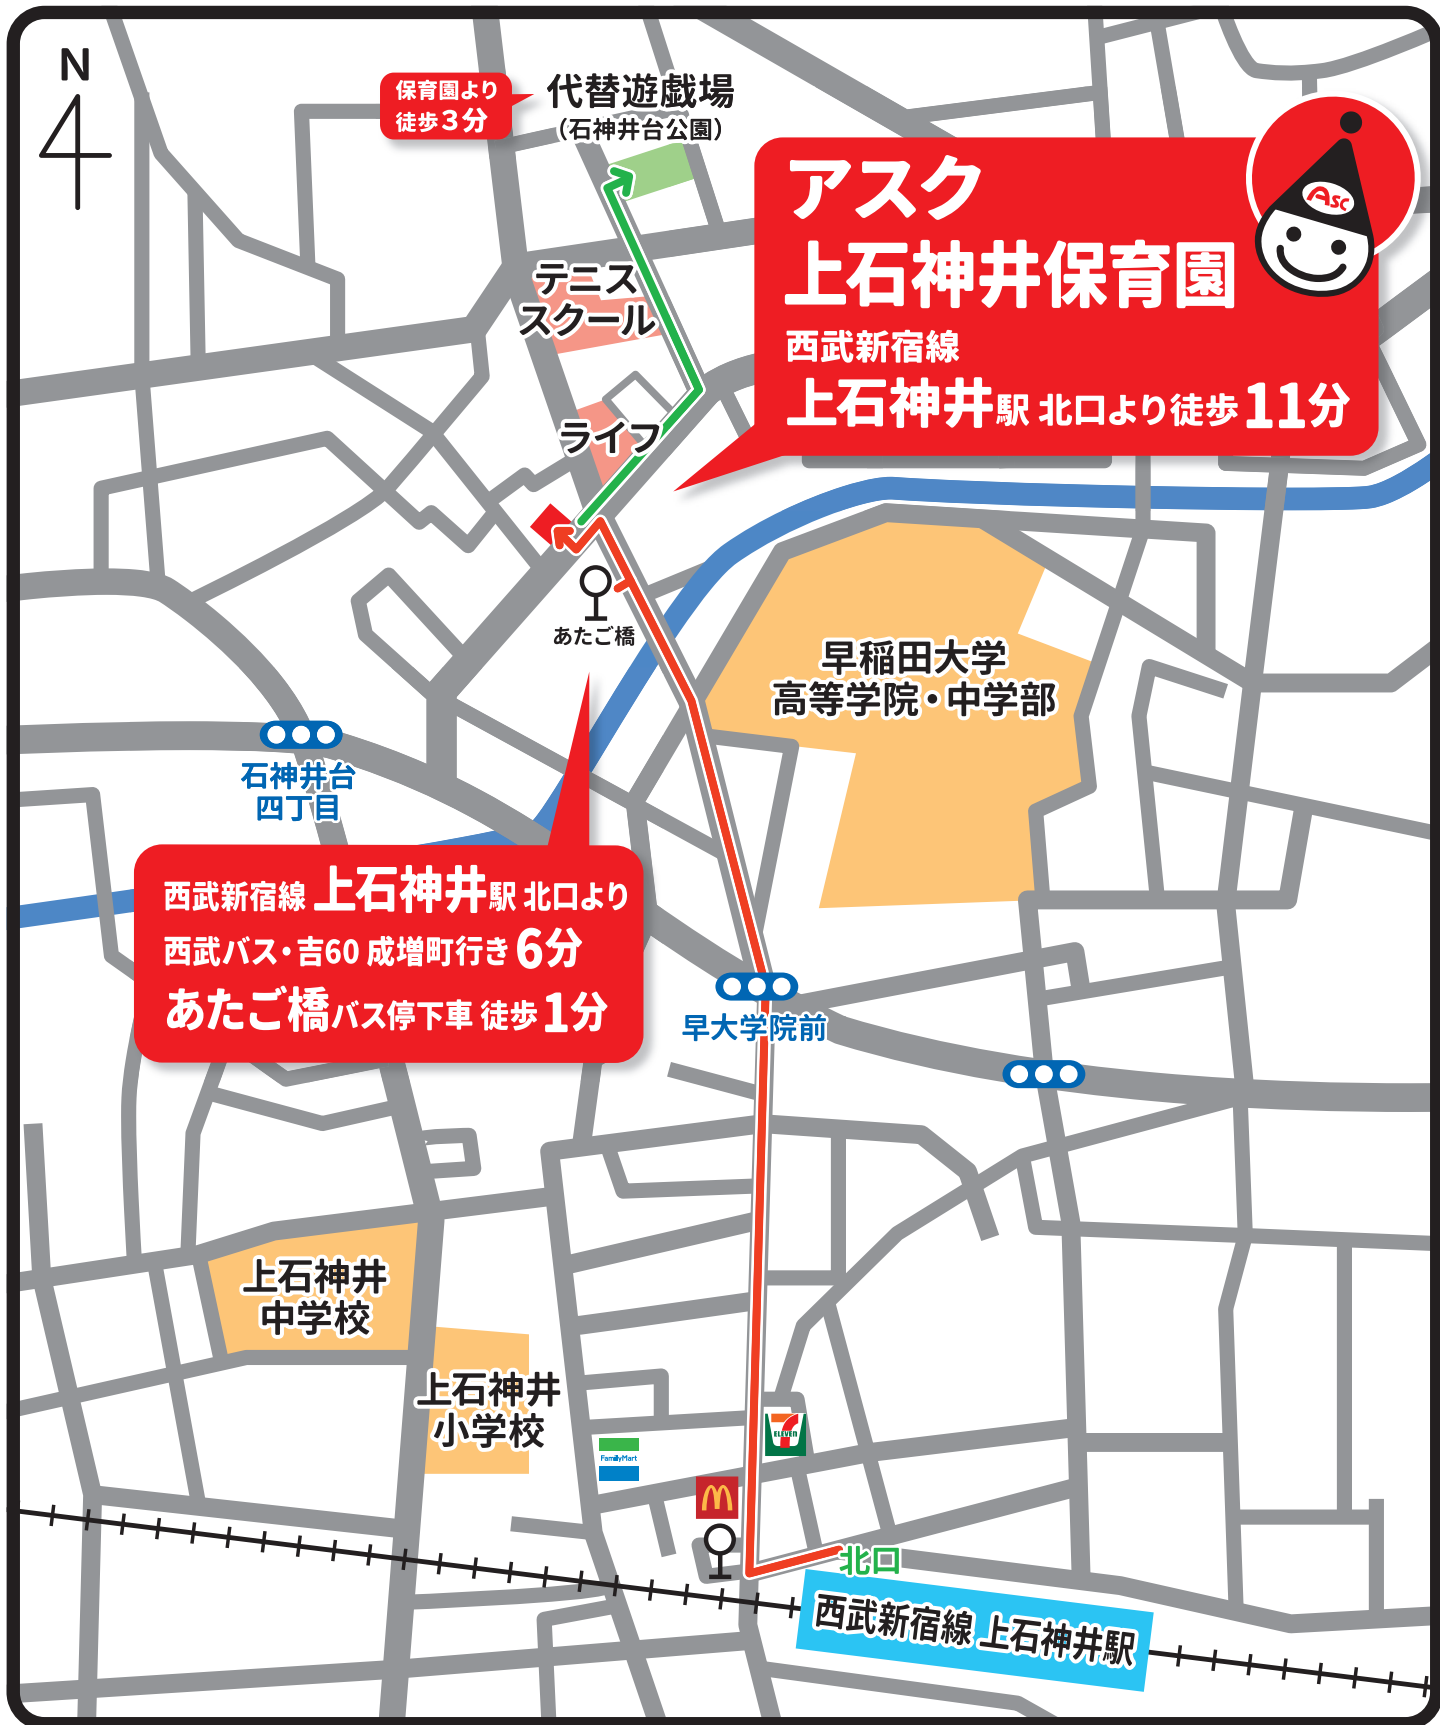 N
保育園より
徒歩3分
代替遊戯場
（石神井台公園）
アスク
上石神井保育園
西武新宿線
上石神井駅 北口より徒歩11分
Asc
テニス
スクール
ライフ
あたご橋
早稲田大学
高等学院・中学部
石神井台
四丁目
西武新宿線 上石神井駅 北口より
西武バス・吉60 成増町行き 6分
あたご橋バス停下車 徒歩1分
早大学院前
上石神井
中学校
上石神井
小学校
7
ELEVEN
FamilyMart
北口
西武新宿線 上石神井駅